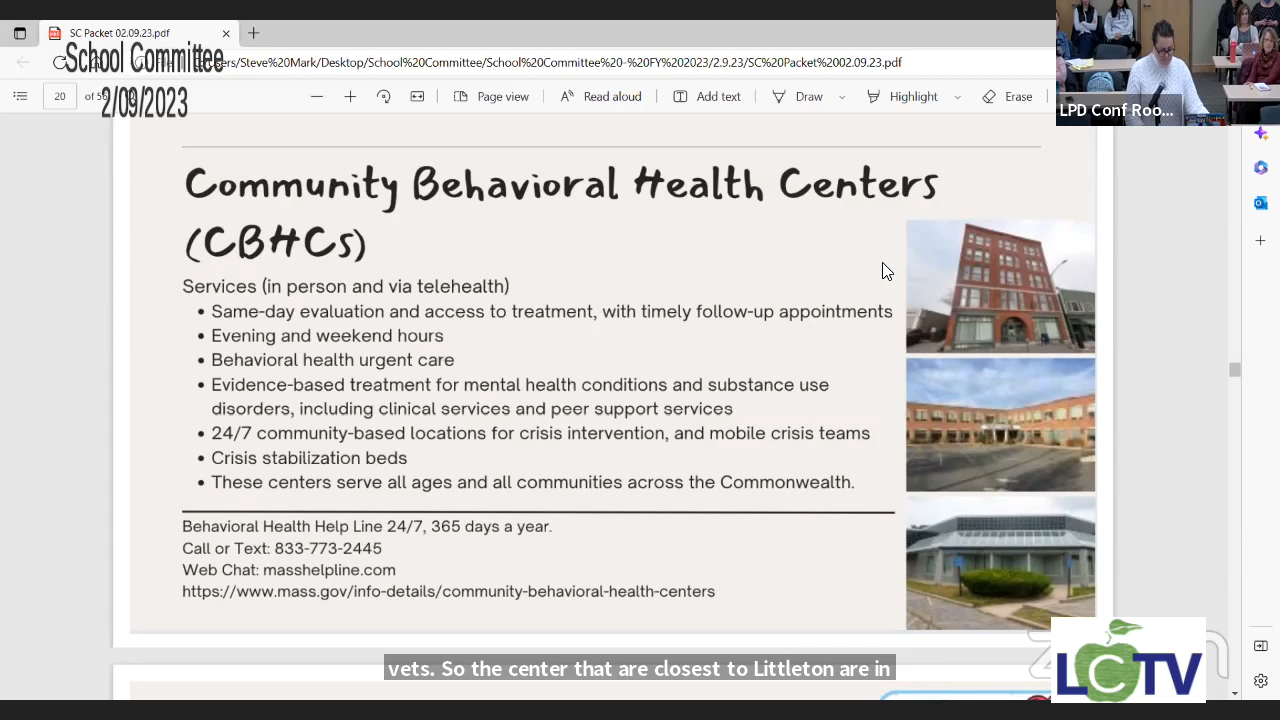 SC Packet 02.09.23.pdf
School Committee
2/09/2023
ers/Steve%20Mark/Desktop/School%20Committee/School%20Committee%20-%20FY%202023/2.9.23/SC%20Packet%2002.09.23.pdf
20
Page view
Read aloud
Add text
Draw
Highlight
Erase
LPD Conf Roo...
Community Behavioral Health Centers
(CBHCs)
Services (in person and via telehealth)
• Same-day evaluation and access to treatment, with timely follow-up appointments
• Evening and weekend hours
• Behavioral health urgent care
• Evidence-based treatment for mental health conditions and substance use
disorders, including clinical services and peer support services
• 24/7 community-based locations for crisis intervention, and mobile crisis teams
• Crisis stabilization beds
• These centers serve all ages and all communities across the Commonwealth.
Behavioral Health Help Line 24/7, 365 days a year.
Call or Text: 833-773-2445
Web Chat: masshelpline.com
https://www.mass.gov/info-details/community-behavioral-health-centers
vets. So the center that are closest to Littleton are in
LCTV